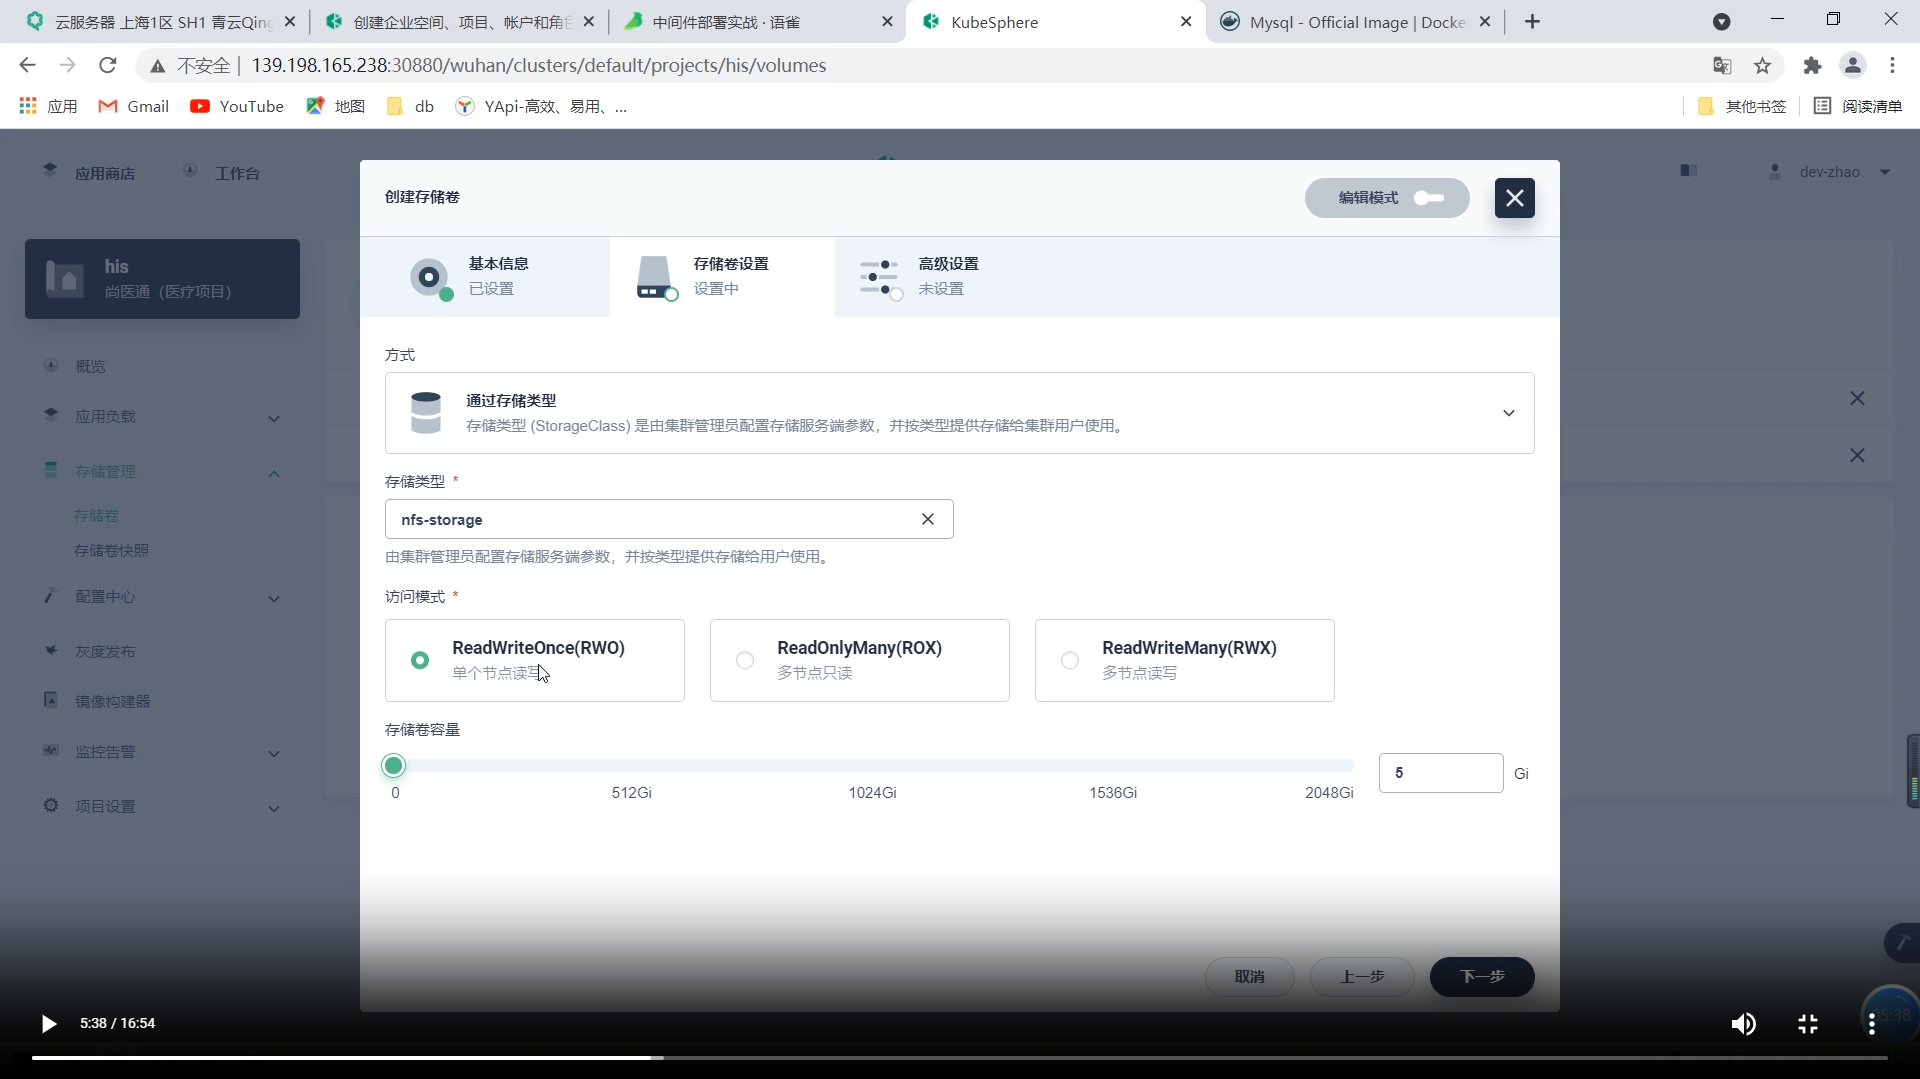 云服务器 上海1区 SH1 青云Qing
创建企业空间、项目、帐户和角色
中间件部署实战 · 语雀
KubeSphere
Mysql - Official Image | Docke
不安全
139.198.165.238:30880/wuhan/clusters/default/projects/his/volumes
应用
Gmail
YouTube
地图
db
YApi-高效、易用、...
其他书签
阅读清单
应用商店
工作台
dev-zhao
创建存储卷
编辑模式
his
尚医通（医疗项目）
基本信息
已设置
存储卷设置
设置中
高级设置
未设置
概览
应用负载
存储管理
存储卷
存储卷快照
配置中心
灰度发布
镜像构建器
监控告警
项目设置
方式
通过存储类型
存储类型 (StorageClass) 是由集群管理员配置存储服务端参数，并按类型提供存储给集群用户使用。
存储类型 *
nfs-storage
由集群管理员配置存储服务端参数，并按类型提供存储给用户使用。
访问模式 *
ReadWriteOnce(RWO)
单个节点读写
ReadOnlyMany(ROX)
多节点只读
ReadWriteMany(RWX)
多节点读写
存储卷容量
0
512Gi
1024Gi
1536Gi
2048Gi
5
Gi
取消
上一步
下一步
5:38 / 16:54
05:38